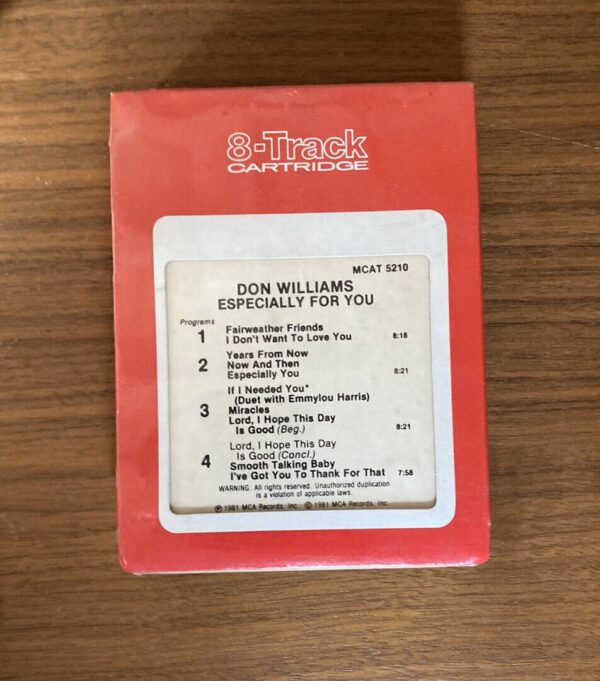 8-Track
CARTRIDGE
MCAT 5210
DON WILLIAMS
ESPECIALLY FOR YOU
Programs
1 Fairweather Friends
I Don't Want To Love You 8:18
Years From Now
2 Now And Then
Especially You 8:21
If I Needed You*
(Duet with Emmylou Harris)
3 Miracles
Lord, I Hope This Day
Is Good (Beg.) 8:21
Lord, I Hope This Day
Is Good (Concl.)
4 Smooth Talking Baby
I've Got You To Thank For That 7:58
WARNING: All rights reserved. Unauthorized duplication
is a violation of applicable laws.
℗ 1981 MCA Records, Inc. © 1981 MCA Records, Inc.